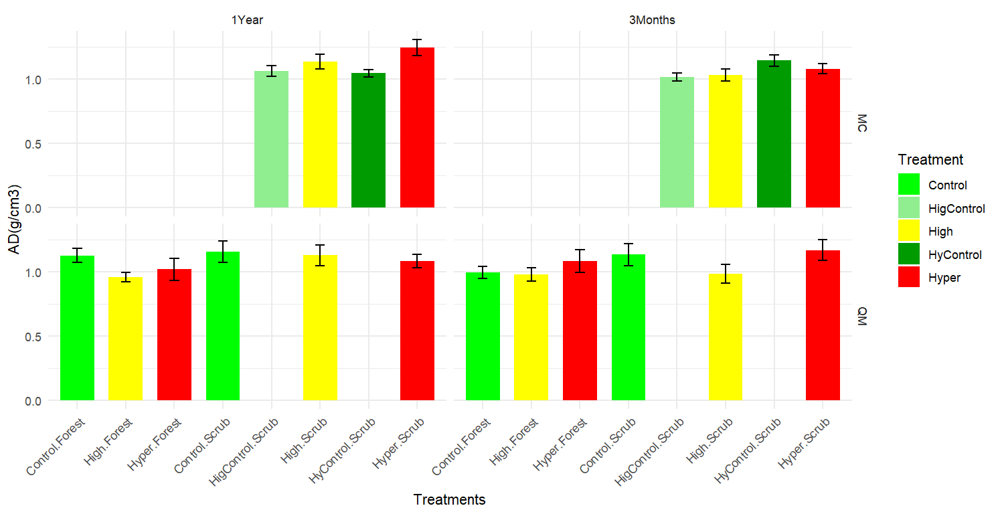 1Year
3Months
1.0
0.5
0.0
MC
1.0
0.5
0.0
QM
AD(g/cm3)
Control.Forest
High.Forest
Hyper.Forest
Control.Scrub
HigControl.Scrub
High.Scrub
HyControl.Scrub
Hyper.Scrub
Control.Forest
High.Forest
Hyper.Forest
Control.Scrub
HigControl.Scrub
High.Scrub
HyControl.Scrub
Hyper.Scrub
Treatments
Treatment
Control
HigControl
High
HyControl
Hyper